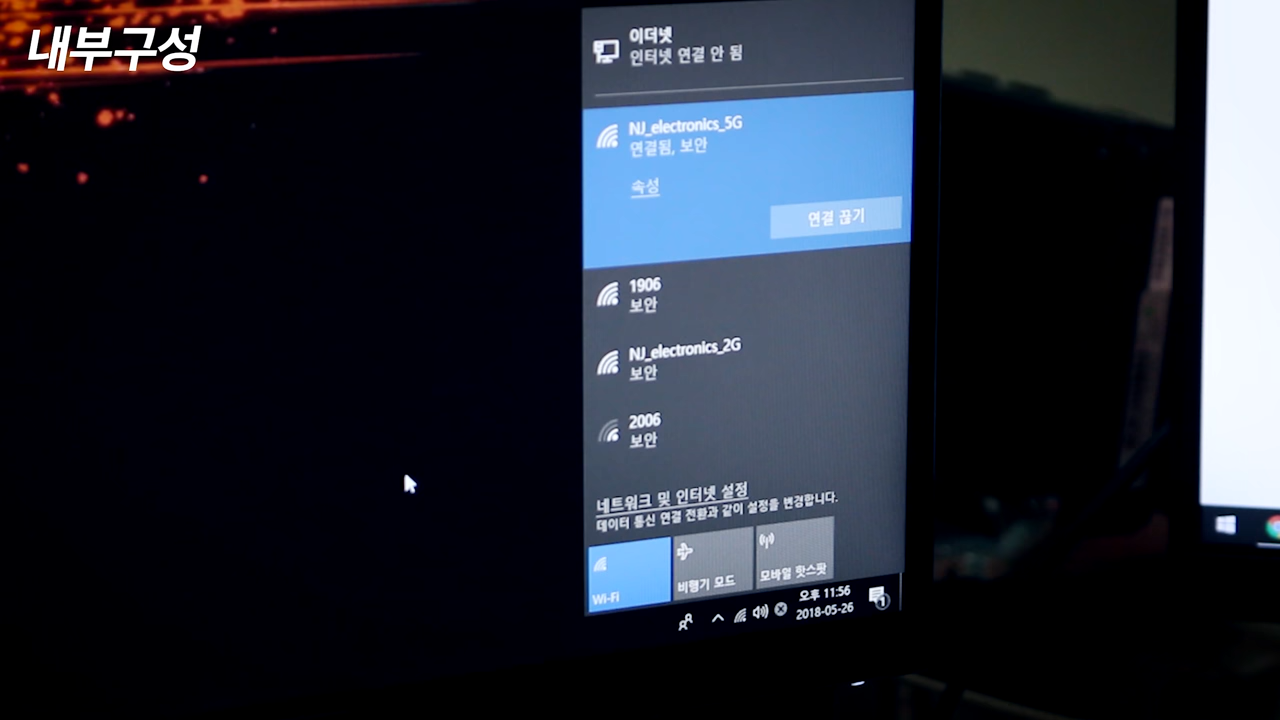 내부구성
이더넷
인터넷 연결 안 됨
NJ_electronics_5G
연결됨, 보안
속성
연결 끊기
1906
보안
NJ_electronics_2G
보안
2006
보안
네트워크 및 인터넷 설정
데이터 통신 연결 전환과 같이 설정을 변경합니다.
Wi-Fi
비행기 모드
모바일 핫스팟
오후 11:56
2018-05-26
1